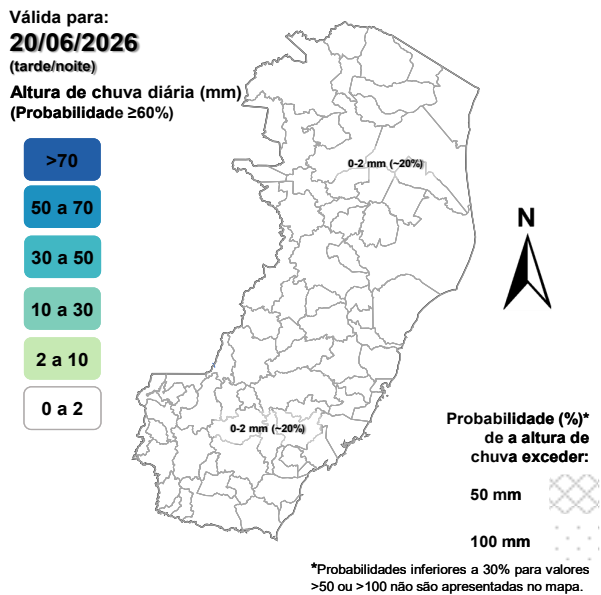 Válida para:
20/06/2026
(tarde/noite)
Altura de chuva diária (mm)
(Probabilidade ≥60%)
>70
50 a 70
30 a 50
10 a 30
2 a 10
0 a 2
0-2 mm (~20%)
N
0-2 mm (~20%)
Probabilidade (%)*
de a altura de
chuva exceder:
50 mm
100 mm
*Probabilidades inferiores a 30% para valores
>50 ou >100 não são apresentadas no mapa.